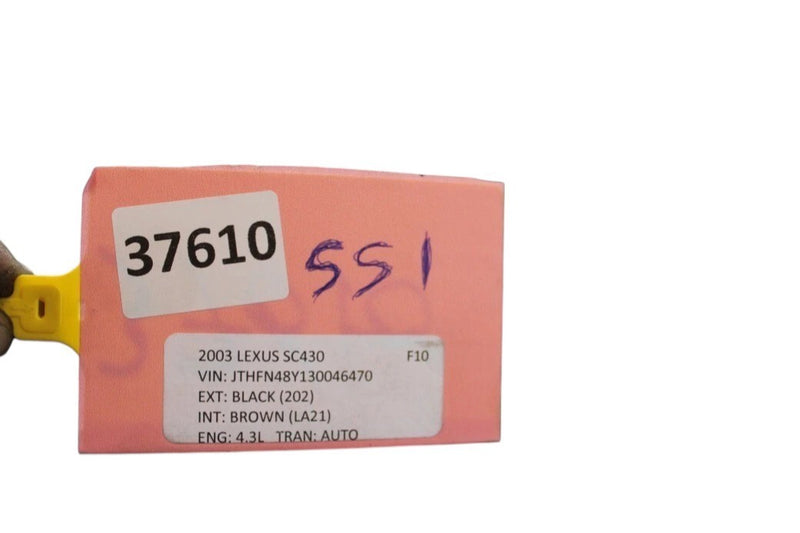 37610
SS1
2003 LEXUS SC430 F10
VIN: JTHFN48Y130046470
EXT: BLACK (202)
INT: BROWN (LA21)
ENG: 4.3L TRAN: AUTO